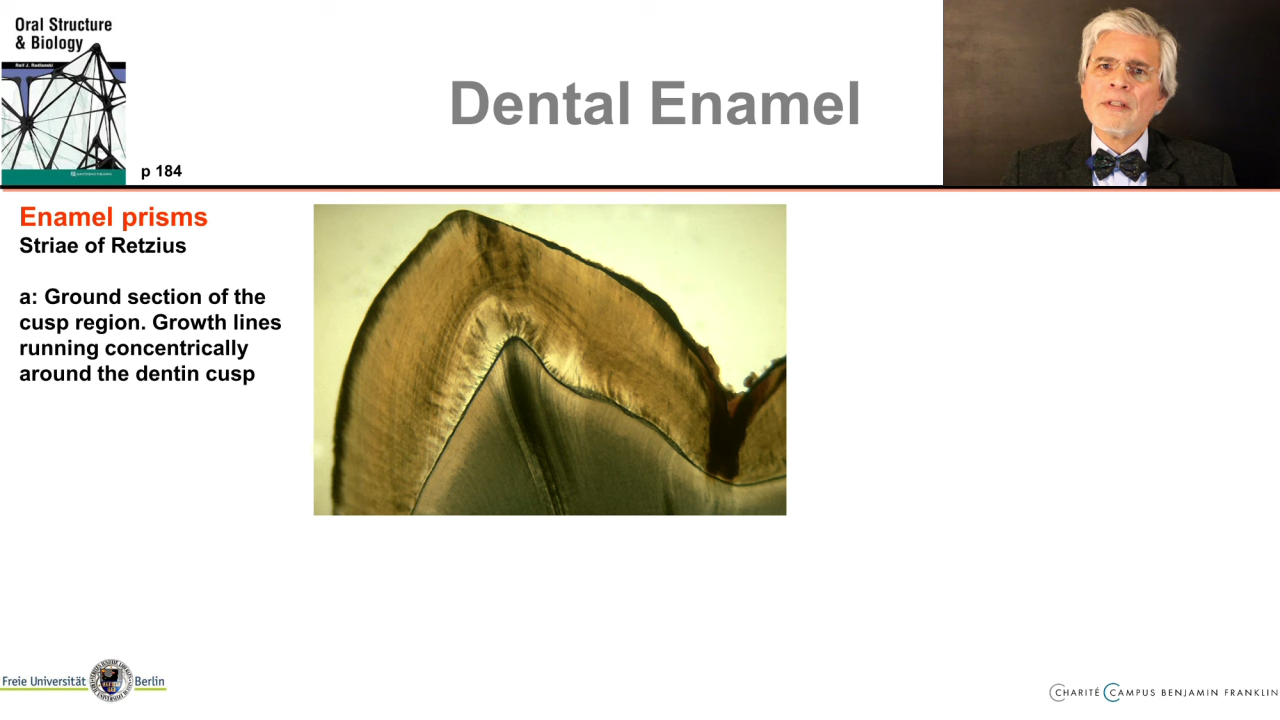 Oral Structure
& Biology
Ralf J. Radlanski
p 184
Dental Enamel
Enamel prisms
Striae of Retzius
a: Ground section of the
cusp region. Growth lines
running concentrically
around the dentin cusp
Freie Universität Berlin
CHARITÉ CAMPUS BENJAMIN FRANKLIN